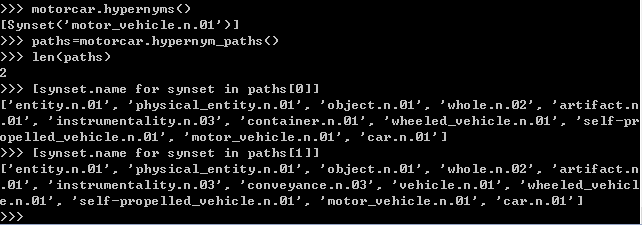 >>> motorcar.hypernyms()
[Synset('motor_vehicle.n.01')]
>>> paths=motorcar.hypernym_paths()
>>> len(paths)
2
>>> [synset.name for synset in paths[0]]
['entity.n.01', 'physical_entity.n.01', 'object.n.01', 'whole.n.02', 'artifact.n
.01', 'instrumentality.n.03', 'container.n.01', 'wheeled_vehicle.n.01', 'self-pr
opelled_vehicle.n.01', 'motor_vehicle.n.01', 'car.n.01']
>>> [synset.name for synset in paths[1]]
['entity.n.01', 'physical_entity.n.01', 'object.n.01', 'whole.n.02', 'artifact.n
.01', 'instrumentality.n.03', 'conveyance.n.03', 'vehicle.n.01', 'wheeled_vehicl
e.n.01', 'self-propelled_vehicle.n.01', 'motor_vehicle.n.01', 'car.n.01']
>>>